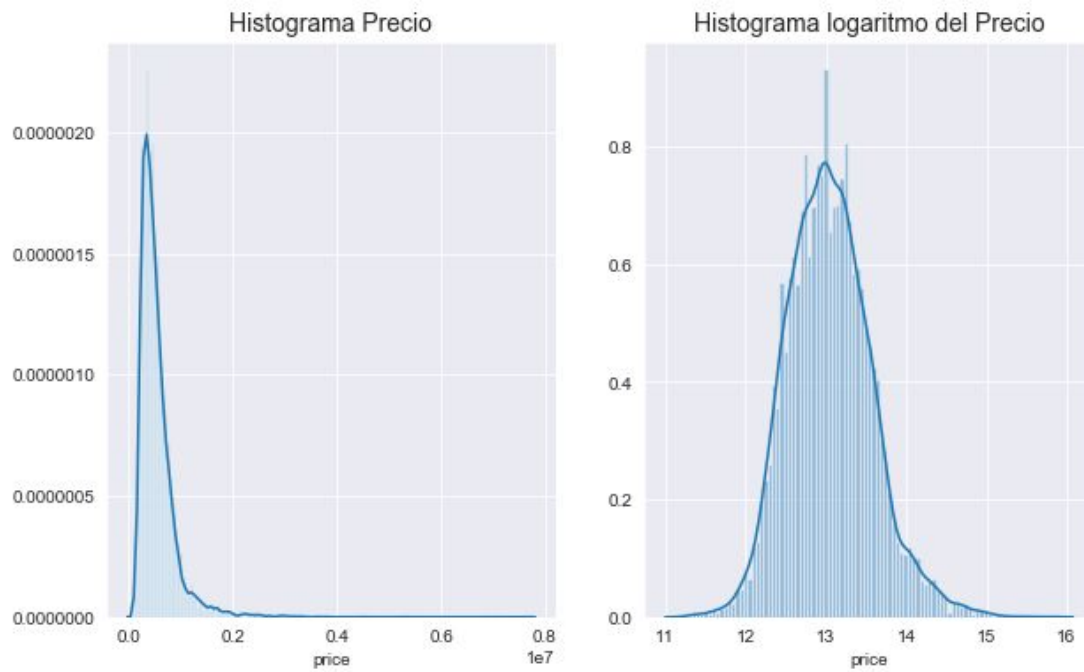 Histograma Precio
0.0000020
0.0000015
0.0000010
0.0000005
0.0000000
0.0 0.2 0.4 0.6 0.8
1e7
price
Histograma logaritmo del Precio
0.8
0.6
0.4
0.2
0.0
11 12 13 14 15 16
price